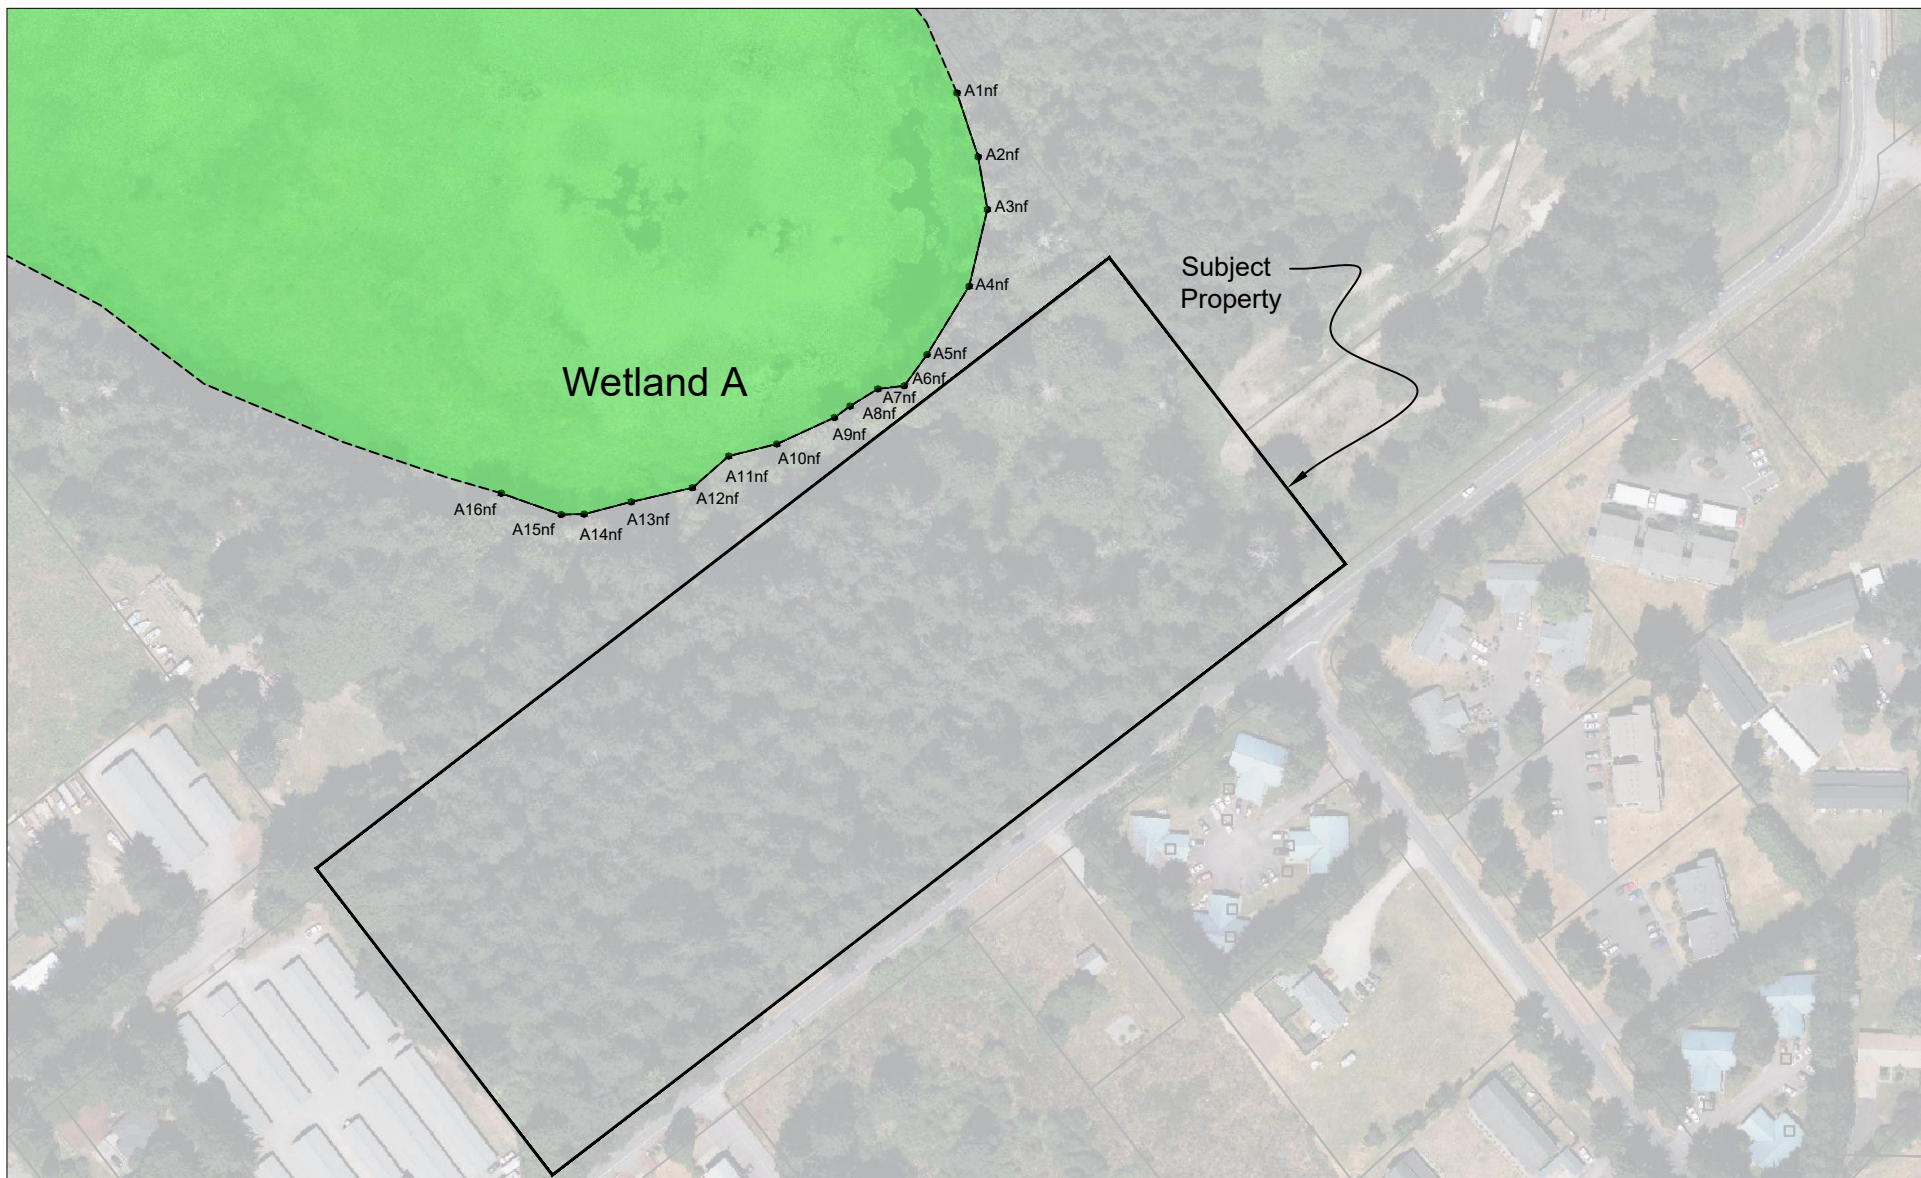 A1nf
A2nf
A3nf
Subject
Property
A4nf
A5nf
Wetland A
A6nf
A7nf
A8nf
A9nf
A10nf
A11nf
A12nf
A13nf
A14nf
A15nf
A16nf